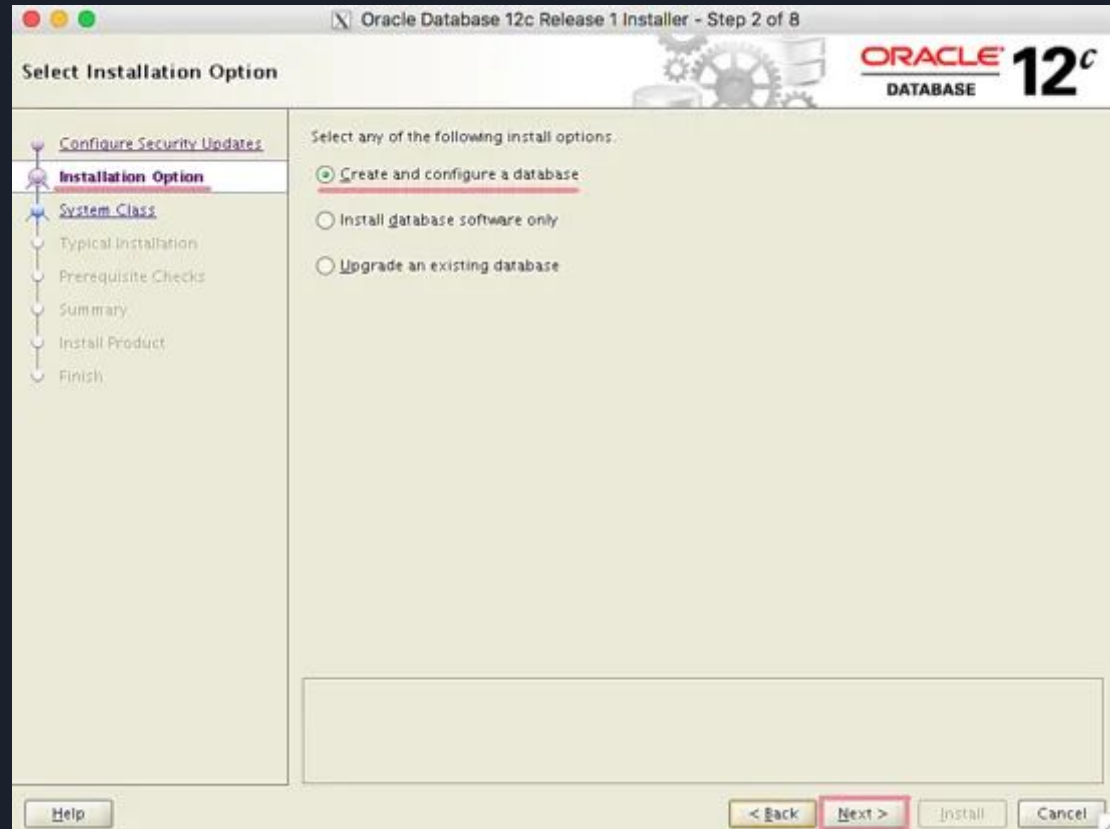 Oracle Database 12c Release 1 Installer - Step 2 of 8
Select Installation Option
ORACLE 12c
DATABASE
Configure Security Updates
Installation Option
System Class
Typical Installation
Prerequisite Checks
Summary
Install Product
Finish
Select any of the following install options.
Create and configure a database
Install database software only
Upgrade an existing database
Help
< Back
Next >
Install
Cancel